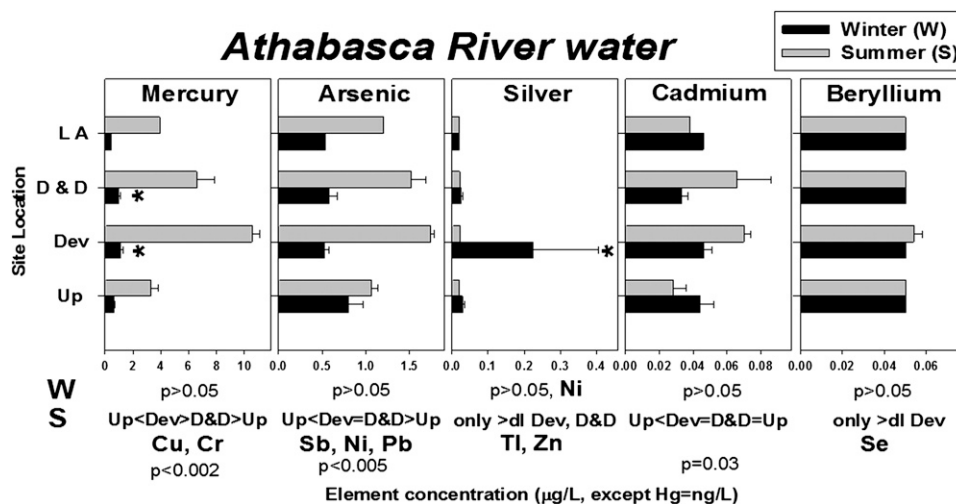 Athabasca River water
Winter (W)
Summer (S)
Mercury
Arsenic
Silver
Cadmium
Beryllium
Site Location
L A
D & D
Dev
Up
*
*
*
0 2 4 6 8 10
0.0 0.5 1.0 1.5
0.0 0.1 0.2 0.3 0.4
0.00 0.02 0.04 0.06 0.08
0.00 0.02 0.04 0.06
W
p>0.05
p>0.05
p>0.05, Ni
p>0.05
p>0.05
S
Up<Dev>D&D>Up
Up<Dev=D&D>Up
only >dl Dev, D&D
Up<Dev=D&D=Up
only >dl Dev
Cu, Cr
Sb, Ni, Pb
Tl, Zn
Se
p<0.002
p<0.005
p=0.03
Element concentration (µg/L, except Hg=ng/L)